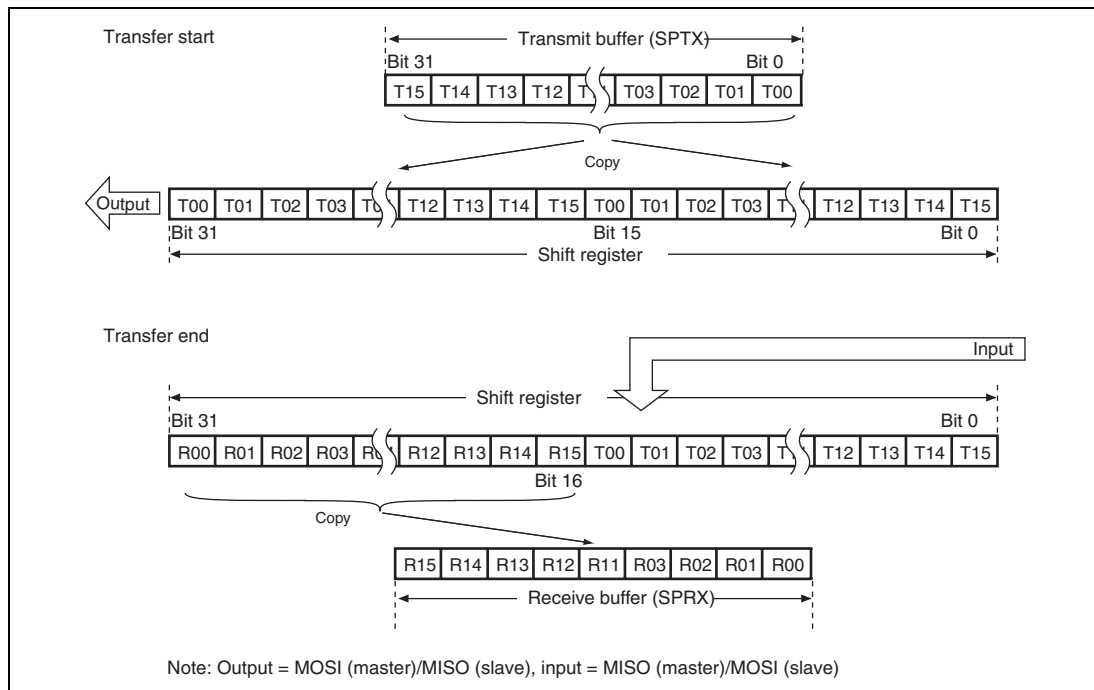 Transfer start
Transmit buffer (SPTX)
Bit 31 Bit 0
T15 T14 T13 T12 T03 T02 T01 T00
Copy
Output
T00 T01 T02 T03 T12 T13 T14 T15 T00 T01 T02 T03 T12 T13 T14 T15
Bit 31 Bit 15 Bit 0
Shift register
Transfer end
Input
Shift register
Bit 31 Bit 0
R00 R01 R02 R03 R12 R13 R14 R15 T00 T01 T02 T03 T12 T13 T14 T15
Bit 16
Copy
R15 R14 R13 R12 R11 R03 R02 R01 R00
Receive buffer (SPRX)
Note: Output = MOSI (master)/MISO (slave), input = MISO (master)/MOSI (slave)